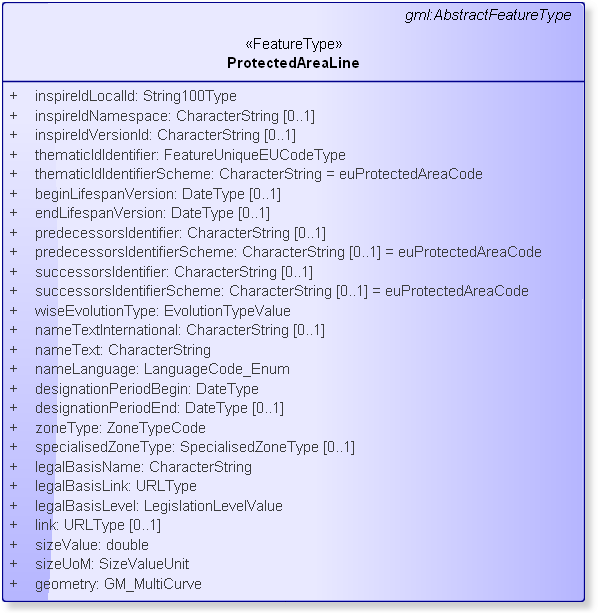 gml:AbstractFeatureType
«FeatureType»
ProtectedAreaLine
+ inspireIdLocalId: String100Type
+ inspireIdNamespace: CharacterString [0..1]
+ inspireIdVersionId: CharacterString [0..1]
+ thematicIdIdentifier: FeatureUniqueEUCodeType
+ thematicIdIdentifierScheme: CharacterString = euProtectedAreaCode
+ beginLifespanVersion: DateType [0..1]
+ endLifespanVersion: DateType [0..1]
+ predecessorsIdentifier: CharacterString [0..1]
+ predecessorsIdentifierScheme: CharacterString [0..1] = euProtectedAreaCode
+ successorsIdentifier: CharacterString [0..1]
+ successorsIdentifierScheme: CharacterString [0..1] = euProtectedAreaCode
+ wiseEvolutionType: EvolutionTypeValue
+ nameTextInternational: CharacterString [0..1]
+ nameText: CharacterString
+ nameLanguage: LanguageCode_Enum
+ designationPeriodBegin: DateType
+ designationPeriodEnd: DateType [0..1]
+ zoneType: ZoneTypeCode
+ specialisedZoneType: SpecialisedZoneType [0..1]
+ legalBasisName: CharacterString
+ legalBasisLink: URLType
+ legalBasisLevel: LegislationLevelValue
+ link: URLType [0..1]
+ sizeValue: double
+ sizeUoM: SizeValueUnit
+ geometry: GM_MultiCurve